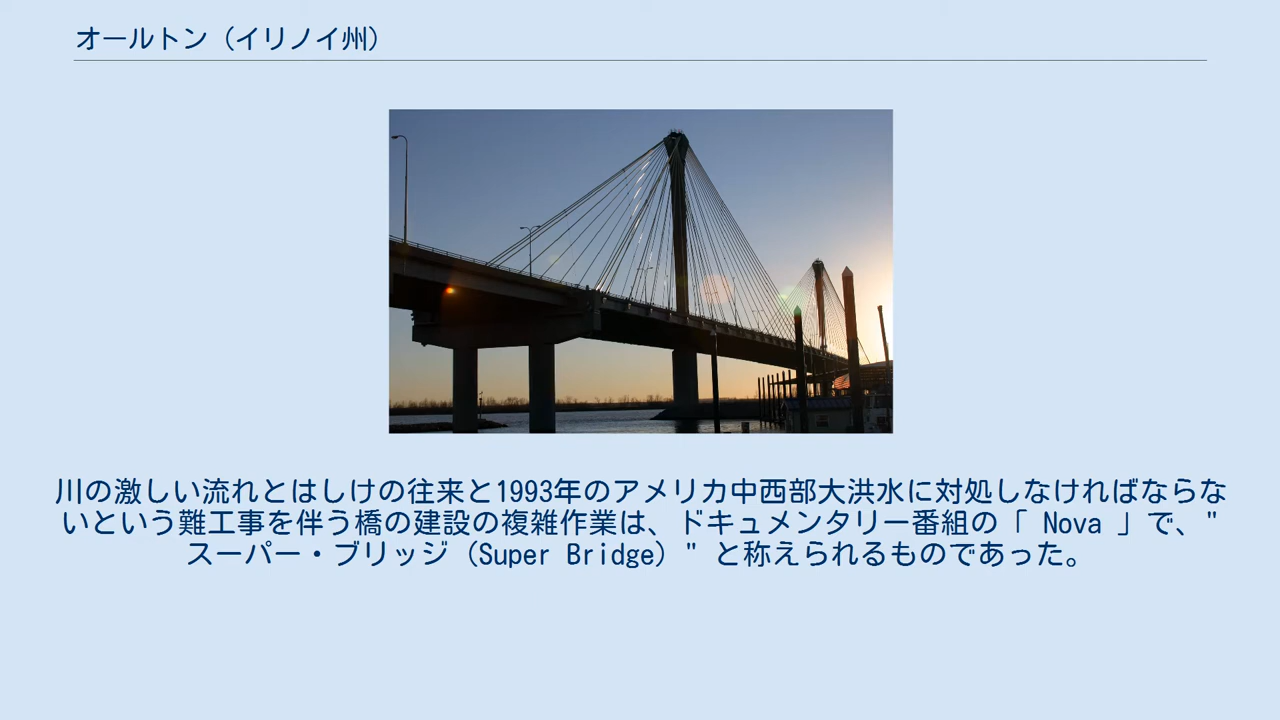 オールトン（イリノイ州）
川の激しい流れとはしけの往来と1993年のアメリカ中西部大洪水に対処しなければならな
いという難工事を伴う橋の建設の複雑作業は、ドキュメンタリー番組の「 Nova 」で、"
スーパー・ブリッジ（Super Bridge）" と称えられるものであった。